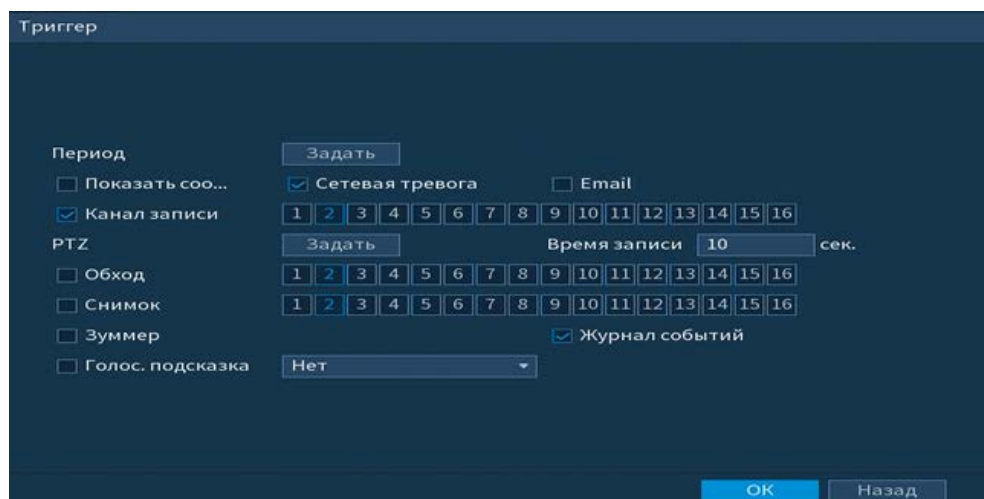 Триггер
Период Задать
Показать соо... Сетевая тревога Email
Канал записи 1 2 3 4 5 6 7 8 9 10 11 12 13 14 15 16
PTZ Задать Время записи 10 сек.
Обход 1 2 3 4 5 6 7 8 9 10 11 12 13 14 15 16
Снимок 1 2 3 4 5 6 7 8 9 10 11 12 13 14 15 16
Зуммер Журнал событий
Голос. подсказка Нет
OK Назад